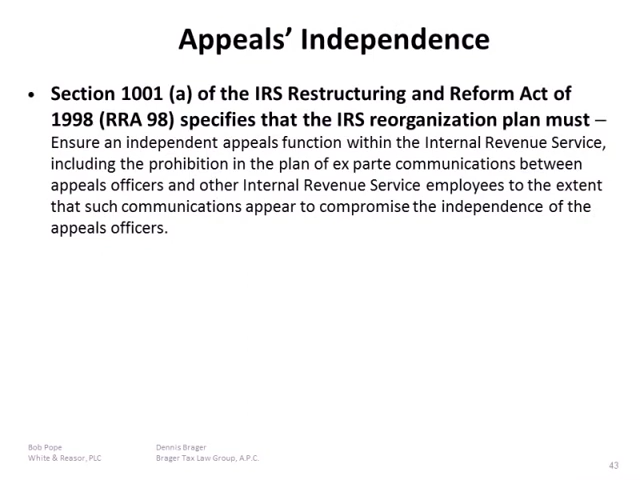 Appeals' Independence
• Section 1001 (a) of the IRS Restructuring and Reform Act of
1998 (RRA 98) specifies that the IRS reorganization plan must –
Ensure an independent appeals function within the Internal Revenue Service,
including the prohibition in the plan of ex parte communications between
appeals officers and other Internal Revenue Service employees to the extent
that such communications appear to compromise the independence of the
appeals officers.
Bob Pope
White & Reasor, PLC
Dennis Brager
Brager Tax Law Group, A.P.C.
43